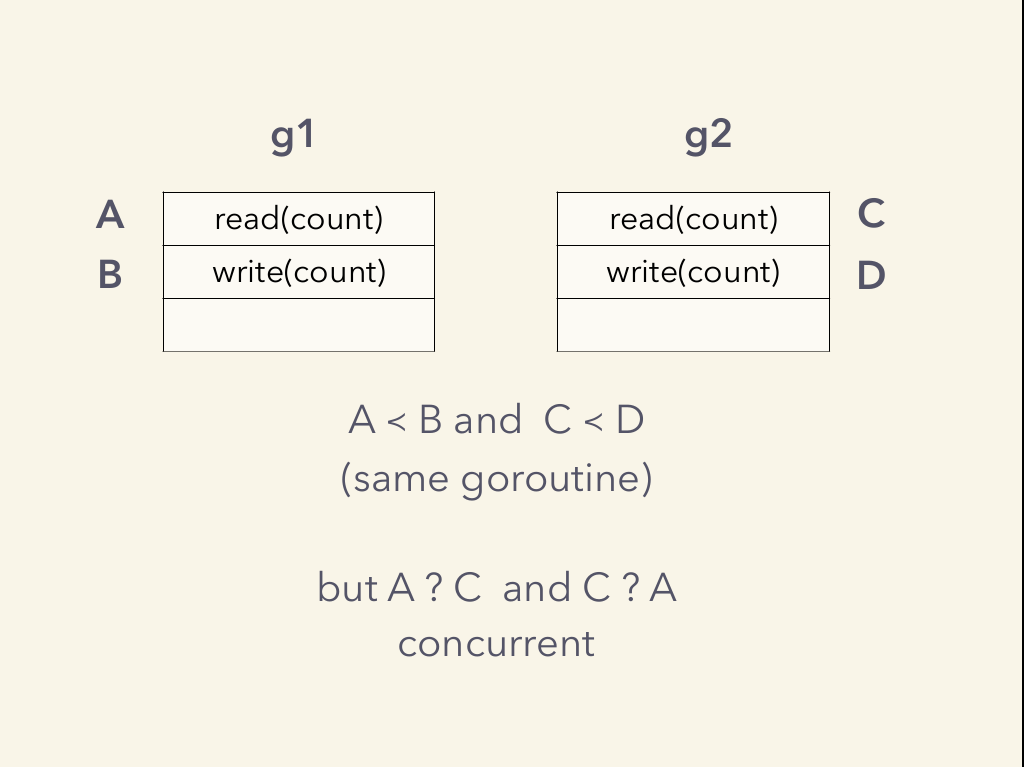 g1 g2
A read(count) read(count) C
B write(count) write(count) D
A ≺ B and C ≺ D
(same goroutine)
but A ? C and C ? A
concurrent